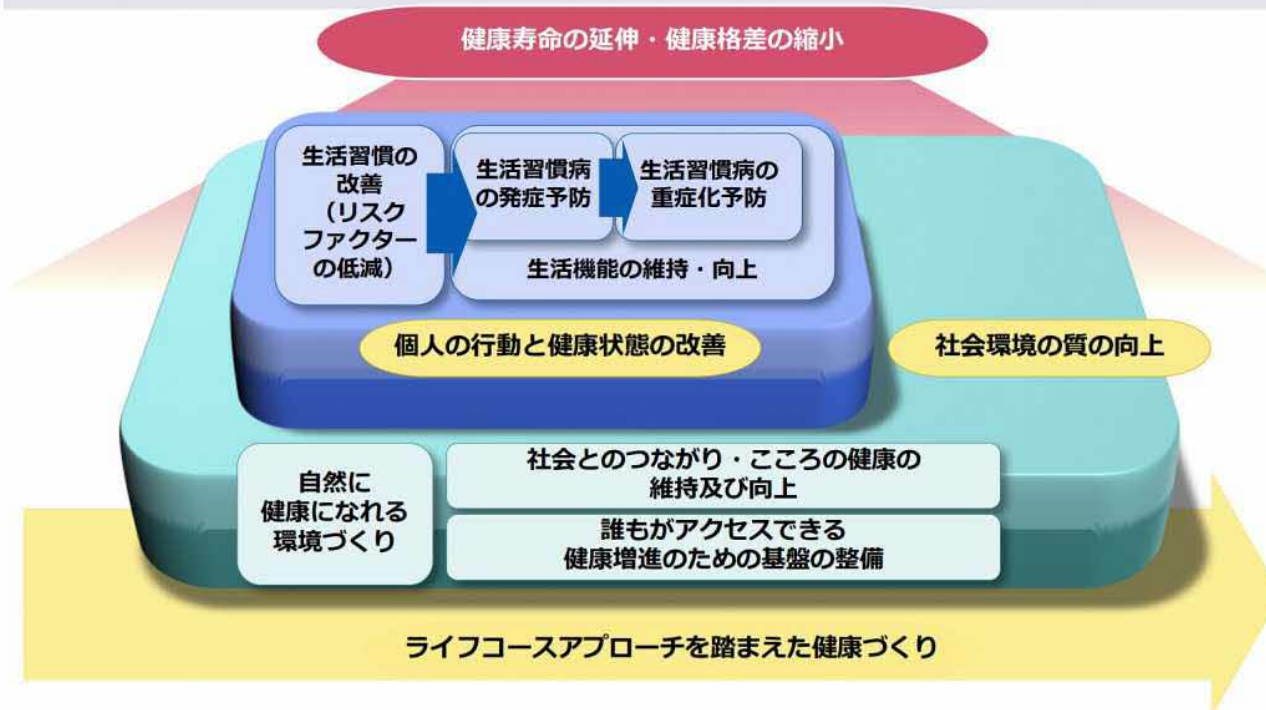 健康寿命の延伸・健康格差の縮小
生活習慣の
改善
（リスク
ファクター
の低減）
生活習慣病
の発症予防
生活習慣病の
重症化予防
生活機能の維持・向上
個人の行動と健康状態の改善
社会環境の質の向上
自然に
健康になれる
環境づくり
社会とのつながり・こころの健康の
維持及び向上
誰もがアクセスできる
健康増進のための基盤の整備
ライフコースアプローチを踏まえた健康づくり